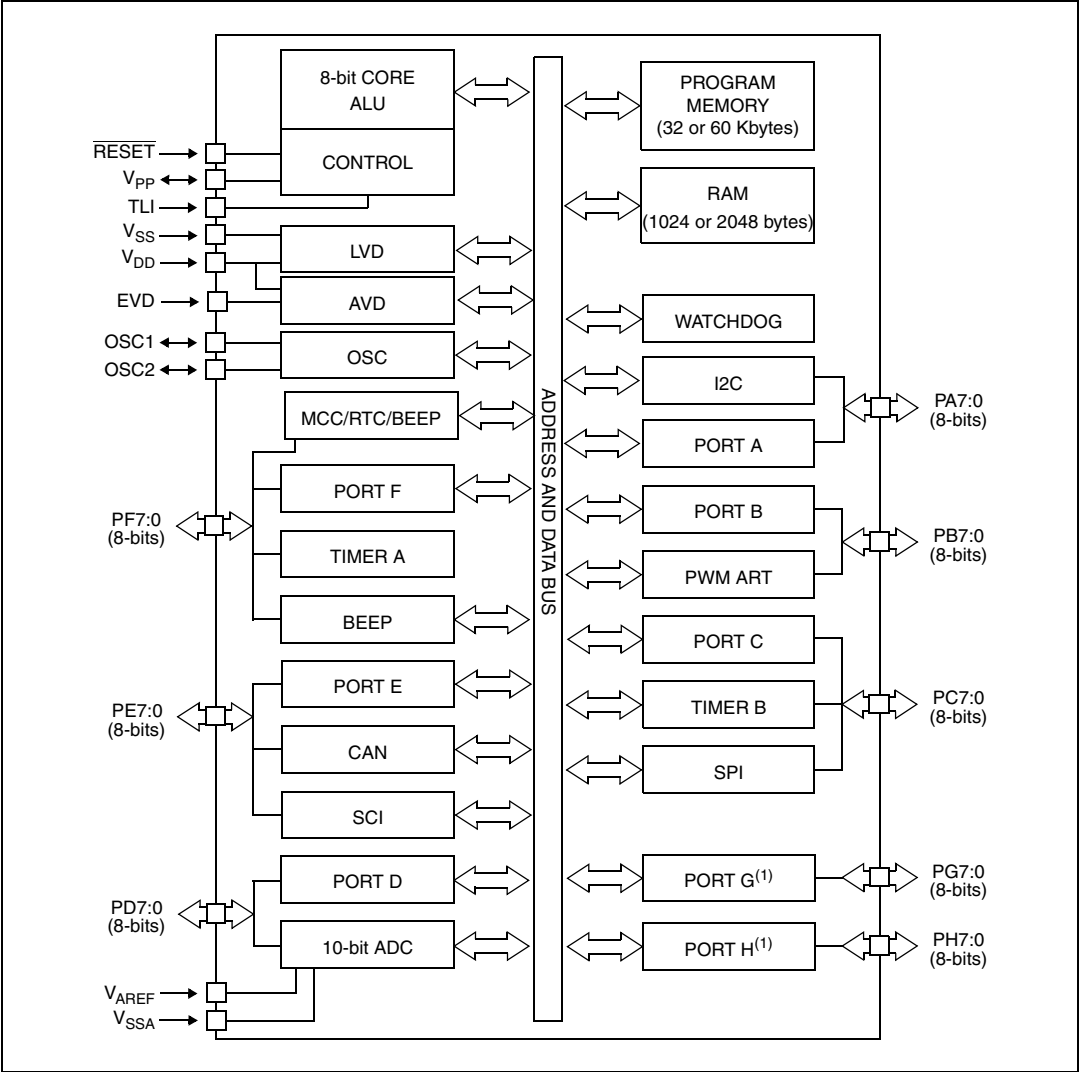 8-bit CORE
ALU
CONTROL
RESET
VPP
TLI
VSS
VDD
EVD
OSC1
OSC2
LVD
AVD
OSC
MCC/RTC/BEEP
PORT F
TIMER A
BEEP
PF7:0
(8-bits)
PORT E
CAN
SCI
PE7:0
(8-bits)
PORT D
10-bit ADC
PD7:0
(8-bits)
VAREF
VSSA
ADDRESS AND DATA BUS
PROGRAM
MEMORY
(32 or 60 Kbytes)
RAM
(1024 or 2048 bytes)
WATCHDOG
I2C
PORT A
PA7:0
(8-bits)
PORT B
PWM ART
PB7:0
(8-bits)
PORT C
TIMER B
SPI
PC7:0
(8-bits)
PORT G(1)
PG7:0
(8-bits)
PORT H(1)
PH7:0
(8-bits)